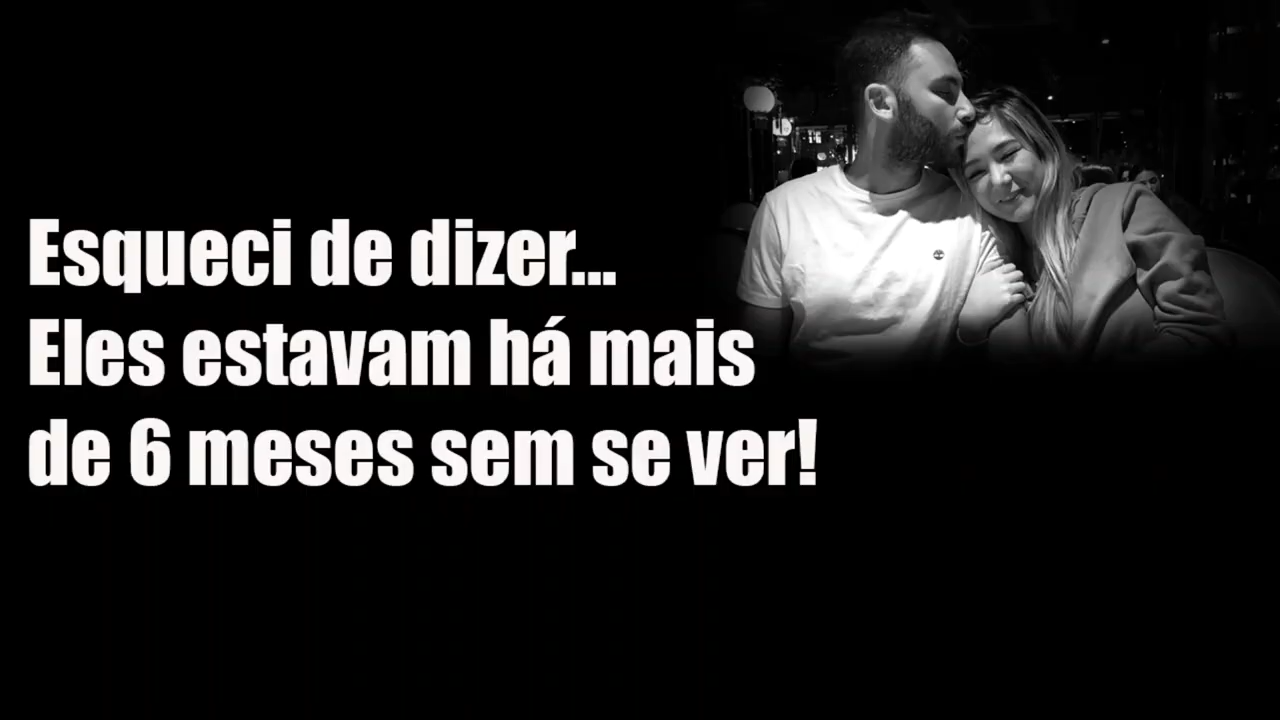 Esqueci de dizer...
Eles estavam há mais
de 6 meses sem se ver!